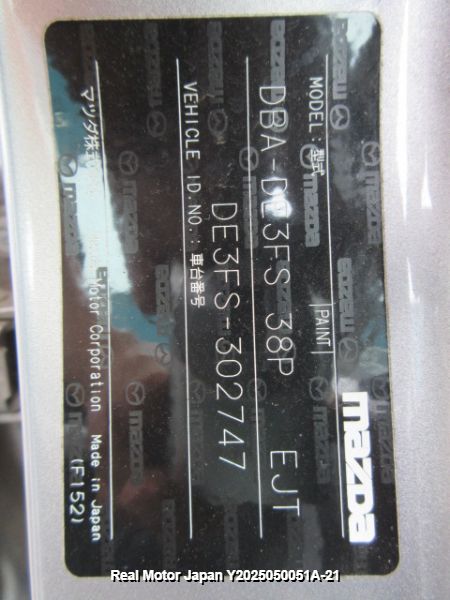 mazda
MODEL: 型式 PAINT
DBA-DE3FS 38P EJT
VEHICLE ID.NO.: 車台番号
DE3FS-302747
マツダ株式
Motor Corporation Made in Japan
(F152)
Real Motor Japan Y2025050051A-21